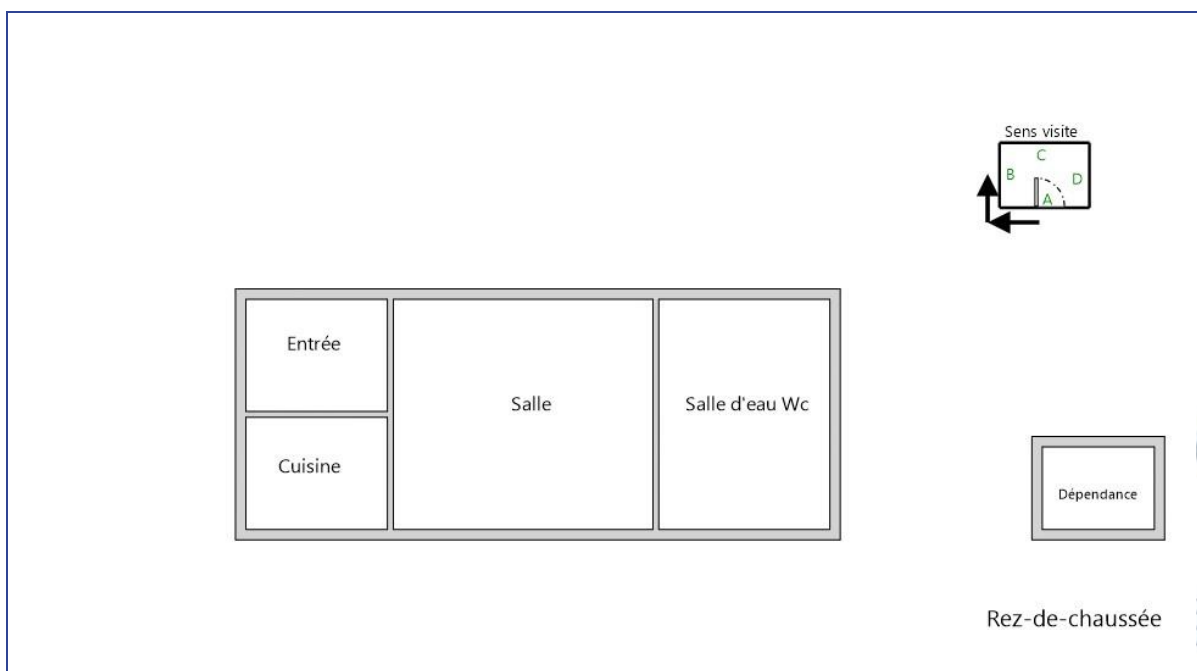 Sens visite
C
B
D
A
Entrée
Salle
Salle d'eau Wc
Cuisine
Dépendance
Rez-de-chaussée